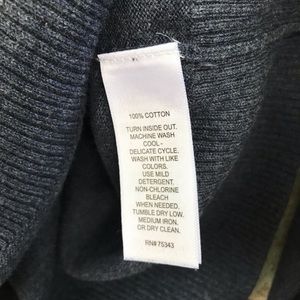 100% COTTON
TURN INSIDE OUT.
MACHINE WASH
COOL -
DELICATE CYCLE.
WASH WITH LIKE
COLORS.
USE MILD
DETERGENT.
NON-CHLORINE
BLEACH
WHEN NEEDED.
TUMBLE DRY LOW.
MEDIUM IRON.
OR DRY CLEAN.
RN# 75343